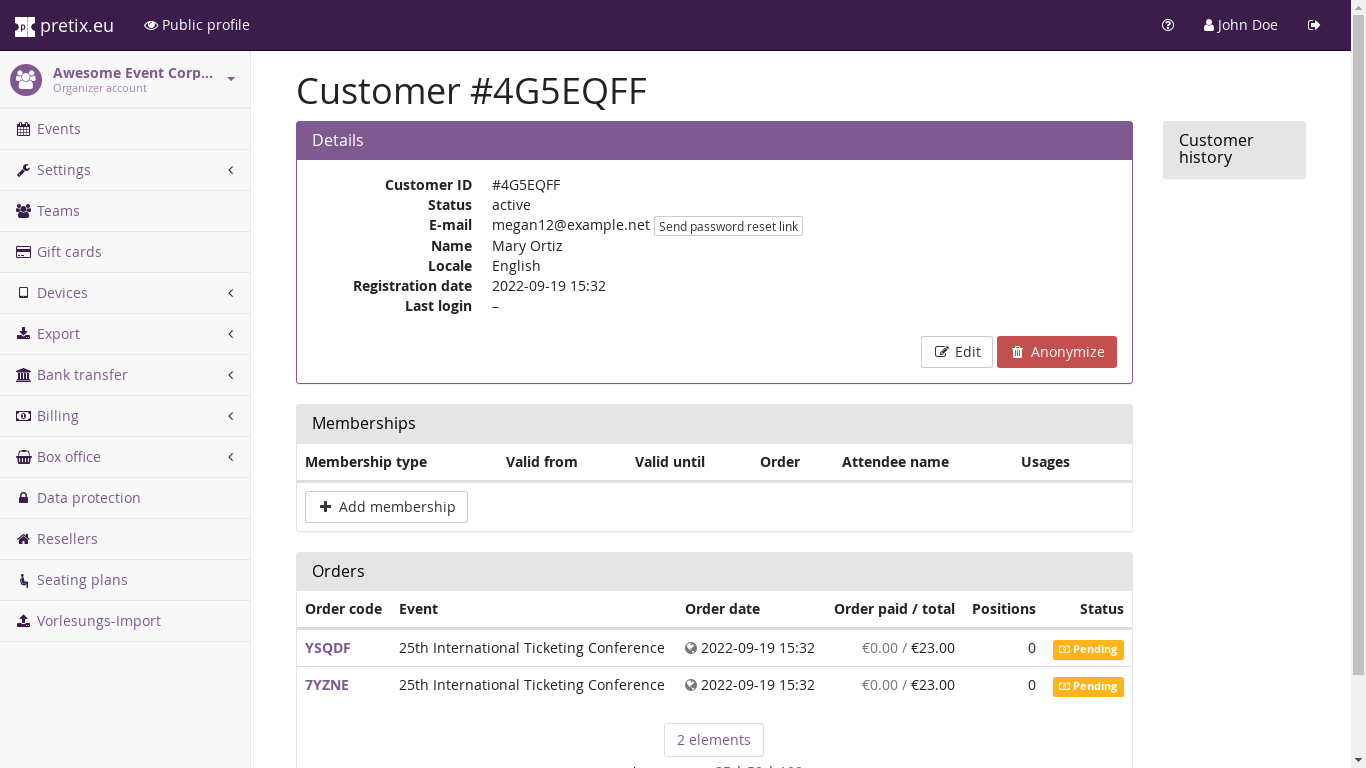 pretix.eu
Public profile
John Doe
Awesome Event Corp...
Organizer account
Events
Settings
Teams
Gift cards
Devices
Export
Bank transfer
Billing
Box office
Data protection
Resellers
Seating plans
Vorlesungs-Import
Customer #4G5EQFF
Details
Customer ID #4G5EQFF
Status active
E-mail megan12@example.net Send password reset link
Name Mary Ortiz
Locale English
Registration date 2022-09-19 15:32
Last login –
Edit Anonymize
Memberships
Membership type Valid from Valid until Order Attendee name Usages
Add membership
Orders
Order code Event Order date Order paid / total Positions Status
YSQDF 25th International Ticketing Conference 2022-09-19 15:32 €0.00 / €23.00 0 Pending
7YZNE 25th International Ticketing Conference 2022-09-19 15:32 €0.00 / €23.00 0 Pending
2 elements
Customer
history